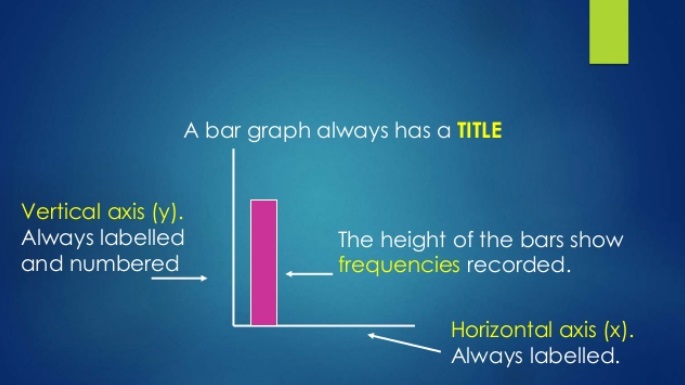 A bar graph always has a TITLE
Vertical axis (y).
Always labelled
and numbered
The height of the bars show
frequencies recorded.
Horizontal axis (x).
Always labelled.